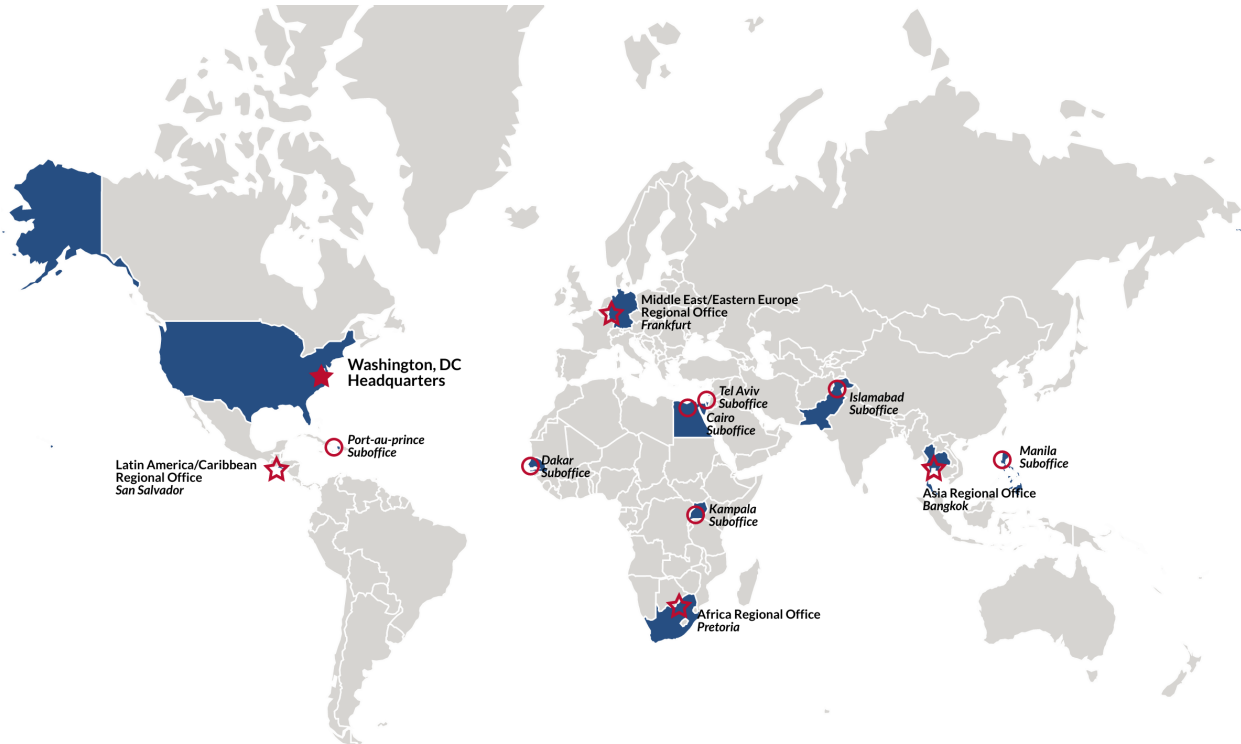 Middle East/Eastern Europe
Regional Office
Frankfurt
Washington, DC
Headquarters
Tel Aviv
Suboffice
Cairo
Suboffice
Islamabad
Suboffice
Port-au-prince
Suboffice
Latin America/Caribbean
Regional Office
San Salvador
Dakar
Suboffice
Manila
Suboffice
Asia Regional Office
Bangkok
Kampala
Suboffice
Africa Regional Office
Pretoria